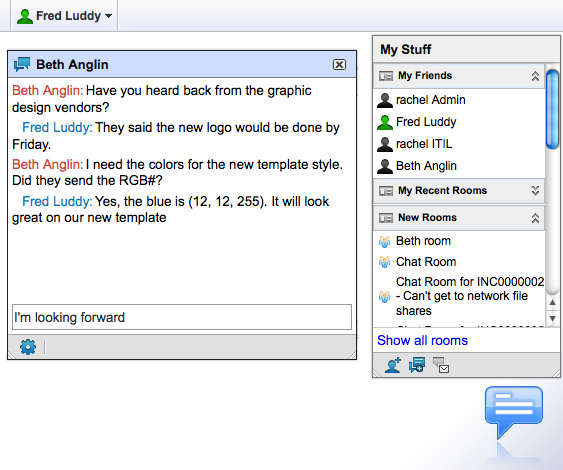 Fred Luddy
Beth Anglin
Beth Anglin: Have you heard back from the graphic
design vendors?
Fred Luddy: They said the new logo would be done by
Friday.
Beth Anglin: I need the colors for the new template style.
Did they send the RGB#?
Fred Luddy: Yes, the blue is (12, 12, 255). It will look
great on our new template
I'm looking forward
My Stuff
My Friends
rachel Admin
Fred Luddy
rachel ITIL
Beth Anglin
My Recent Rooms
New Rooms
Beth room
Chat Room
Chat Room for INC0000002
- Can't get to network file
shares
Show all rooms